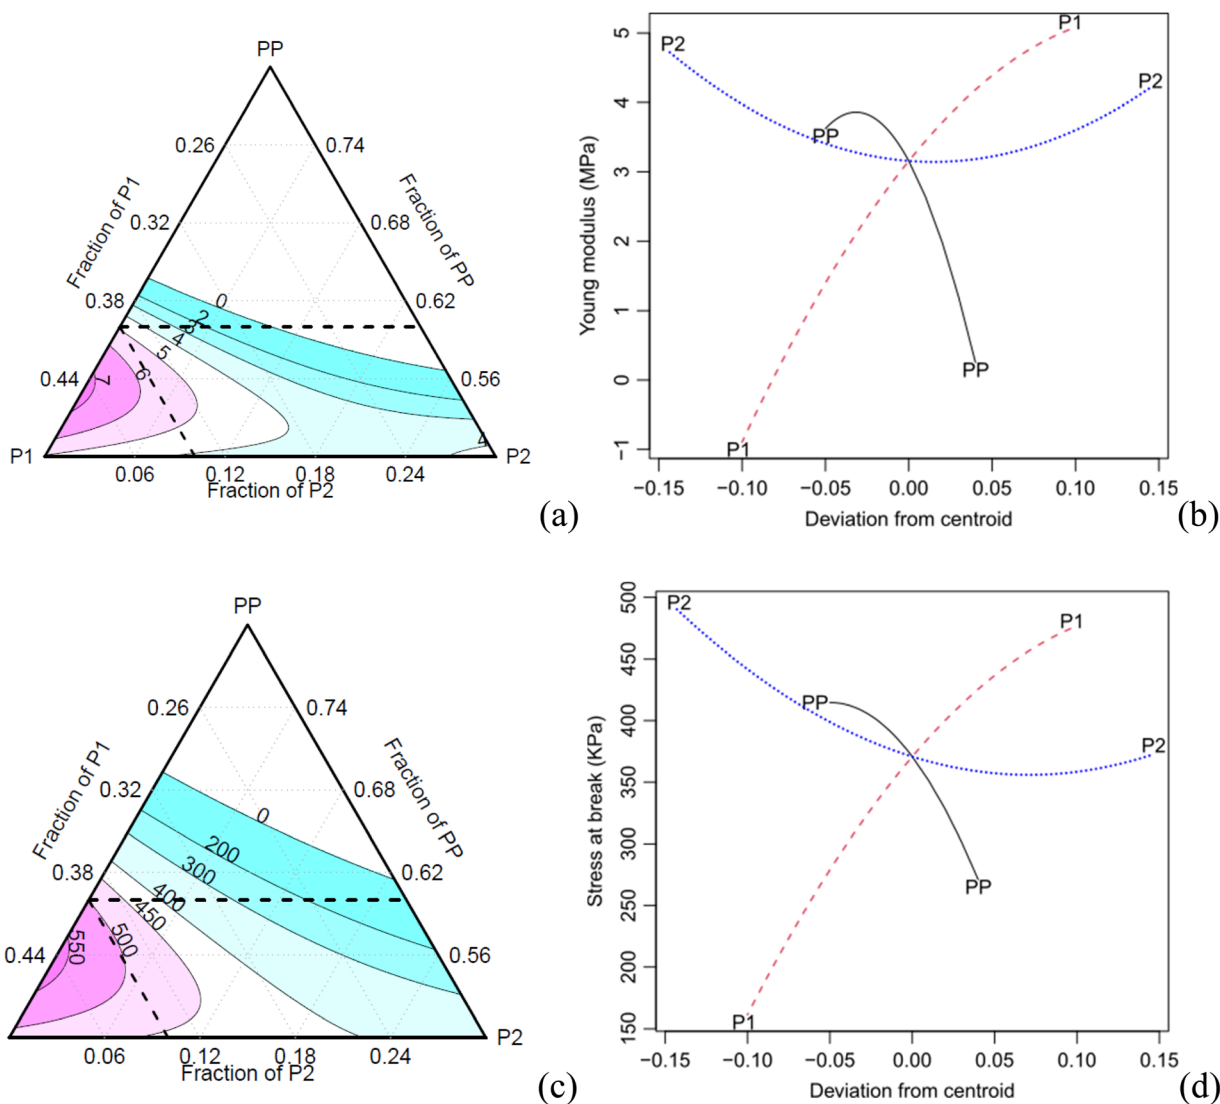 PP
0.26
0.74
Fraction of P1
Fraction of PP
0.32
0.68
0.38
0
0.62
2
3
4
5
0.44
7
6
0.56
4
P1
P2
0.06
0.12
0.18
0.24
Fraction of P2
(a)
Young modulus (MPa)
5
4
3
2
1
0
−1
P2
P1
P2
PP
PP
P1
−0.15
−0.10
−0.05
0.00
0.05
0.10
0.15
Deviation from centroid
(b)
PP
0.26
0.74
Fraction of P1
Fraction of PP
0.32
0.68
0
200
0.38
300
0.62
400
450
0.44
550
500
0.56
P2
0.06
0.12
0.18
0.24
Fraction of P2
(c)
Stress at break (KPa)
500
450
400
350
300
250
200
150
P2
P1
PP
P2
PP
P1
−0.15
−0.10
−0.05
0.00
0.05
0.10
0.15
Deviation from centroid
(d)